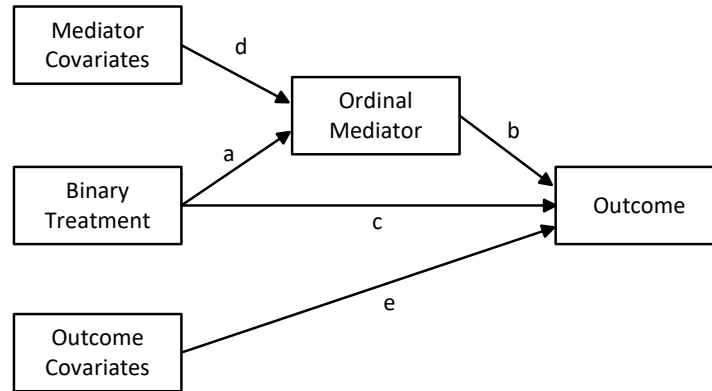 Mediator
Covariates
d
Ordinal
Mediator
b
a
Binary
Treatment
Outcome
c
e
Outcome
Covariates